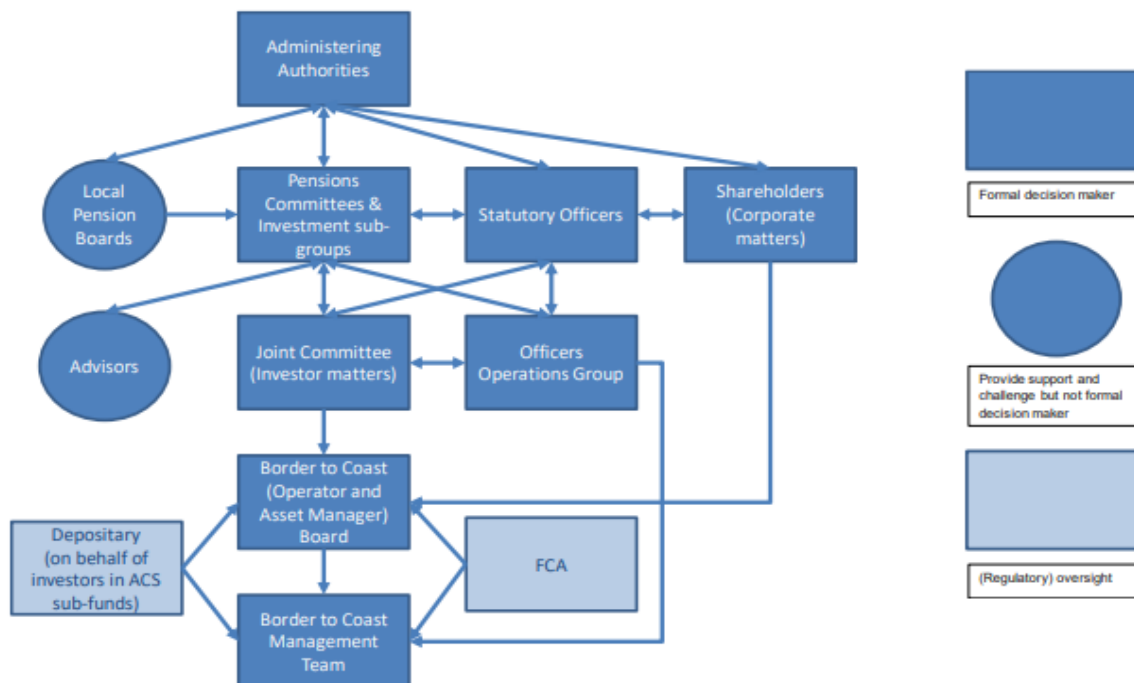 Administering
Authorities
Local
Pension
Boards
Pensions
Committees &
Investment sub-
groups
Statutory Officers
Shareholders
(Corporate
matters)
Formal decision maker
Advisors
Joint Committee
(Investor matters)
Officers
Operations Group
Provide support and
challenge but not formal
decision maker
Border to Coast
(Operator and
Asset Manager)
Board
Depositary
(on behalf of
investors in ACS
sub-funds)
FCA
(Regulatory) oversight
Border to Coast
Management
Team